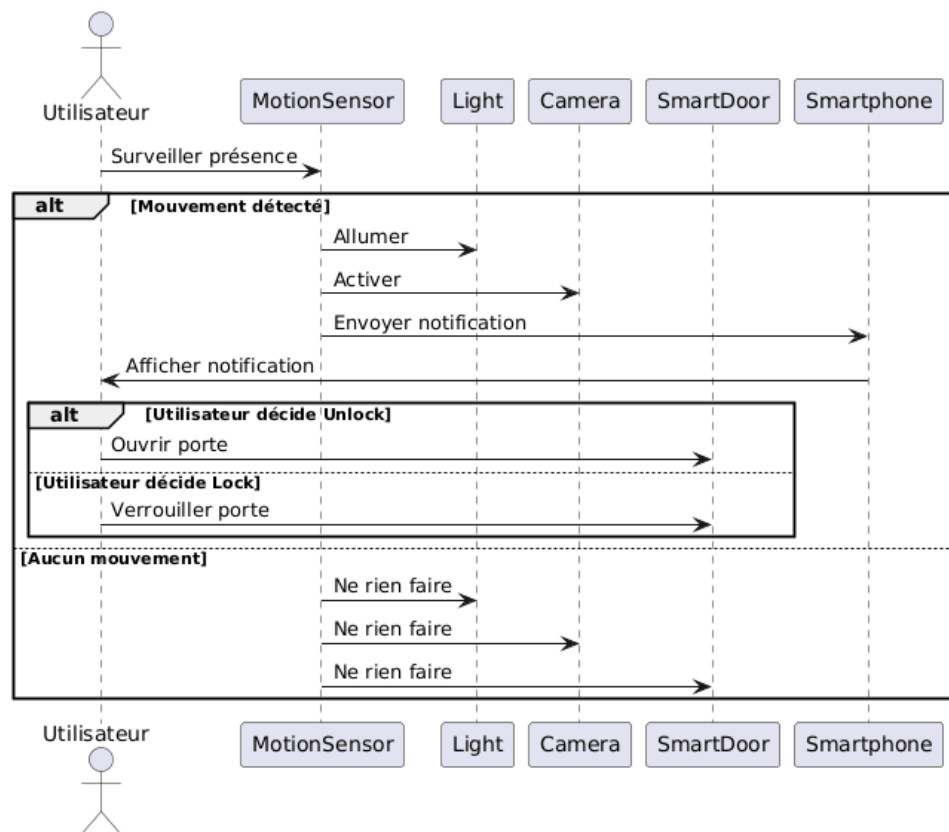 Utilisateur
MotionSensor
Light
Camera
SmartDoor
Smartphone
Surveiller présence
alt
[Mouvement détecté]
Allumer
Activer
Envoyer notification
Afficher notification
alt
[Utilisateur décide Unlock]
Ouvrir porte
[Utilisateur décide Lock]
Verrouiller porte
[Aucun mouvement]
Ne rien faire
Ne rien faire
Ne rien faire
Utilisateur
MotionSensor
Light
Camera
SmartDoor
Smartphone